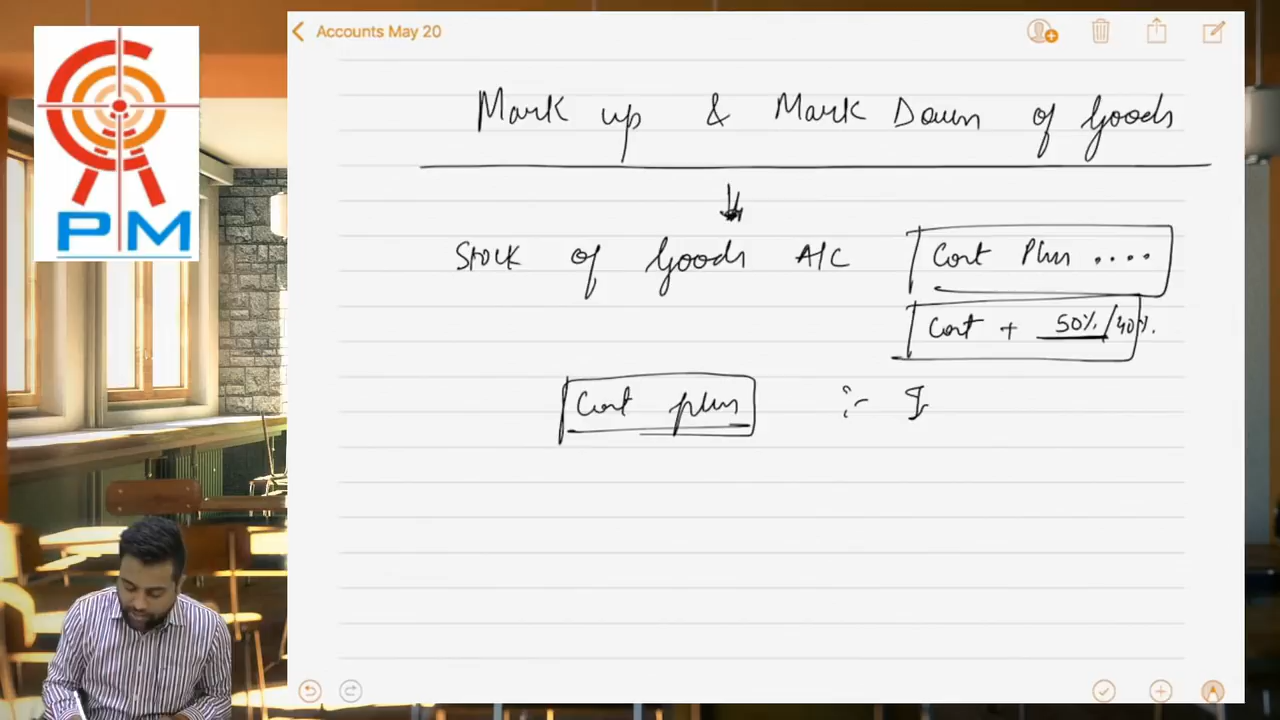 Accounts May 20
Mark up & Mark Down of Goods
Stock of Goods A/C
Cost Plus ....
Cost + 50%/40%.
Cost plus :-
PM